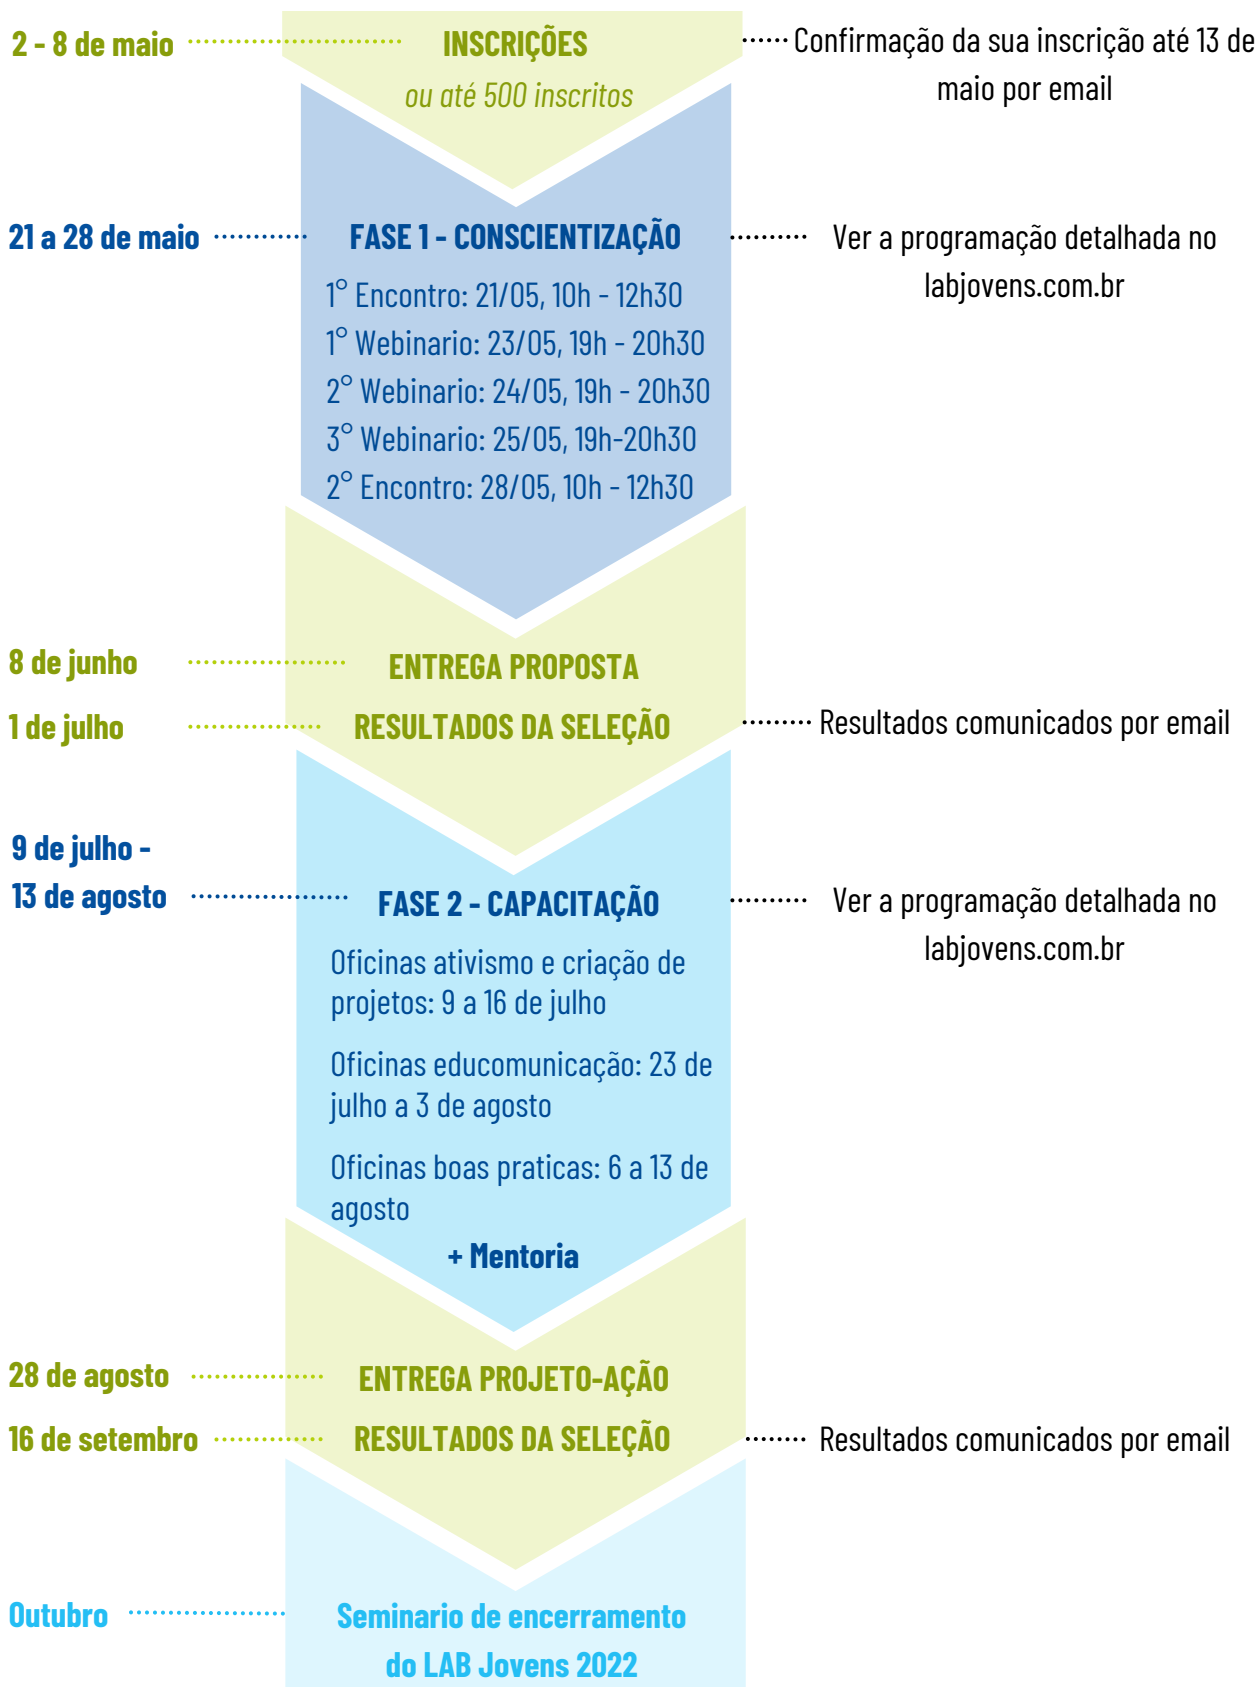 2 - 8 de maio
INSCRIÇÕES
ou até 500 inscritos
Confirmação da sua inscrição até 13 de
maio por email
21 a 28 de maio
FASE 1 - CONSCIENTIZAÇÃO
Ver a programação detalhada no
labjovens.com.br
1° Encontro: 21/05, 10h - 12h30
1° Webinario: 23/05, 19h - 20h30
2° Webinario: 24/05, 19h - 20h30
3° Webinario: 25/05, 19h-20h30
2° Encontro: 28/05, 10h - 12h30
8 de junho
ENTREGA PROPOSTA
1 de julho
RESULTADOS DA SELEÇÃO
Resultados comunicados por email
9 de julho -
13 de agosto
FASE 2 - CAPACITAÇÃO
Ver a programação detalhada no
labjovens.com.br
Oficinas ativismo e criação de
projetos: 9 a 16 de julho
Oficinas educomunicação: 23 de
julho a 3 de agosto
Oficinas boas praticas: 6 a 13 de
agosto
+ Mentoria
28 de agosto
ENTREGA PROJETO-AÇÃO
16 de setembro
RESULTADOS DA SELEÇÃO
Resultados comunicados por email
Outubro
Seminario de encerramento
do LAB Jovens 2022